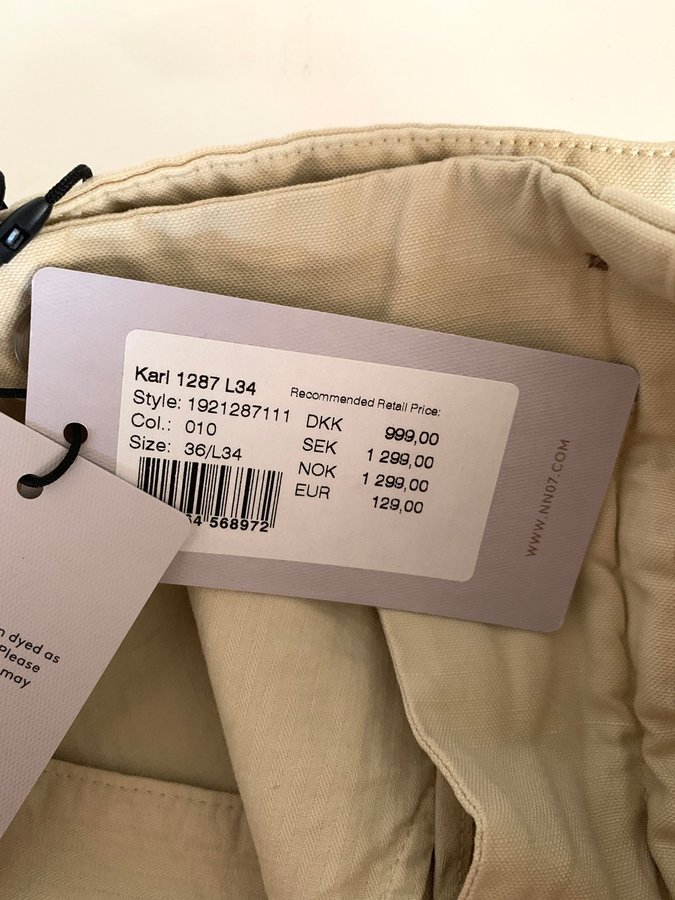 Karl 1287 L34
Style: 1921287111
Col.: 010
Size: 36/L34
568972
Recommended Retail Price:
DKK 999,00
SEK 1 299,00
NOK 1 299,00
EUR 129,00
WWW.NN07.COM
dyed as
Please
may